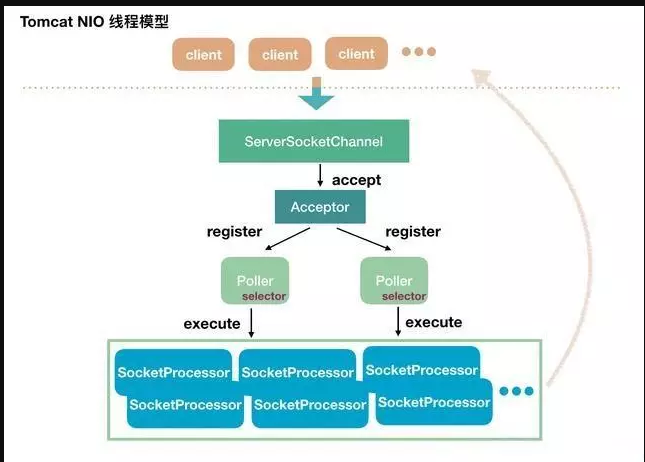 Tomcat NIO 线程模型
client client client
ServerSocketChannel
accept
Acceptor
register register
Poller Poller
selector selector
execute execute
SocketProcessor SocketProcessor SocketProcessor
SocketProcessor SocketProcessor SocketProcessor